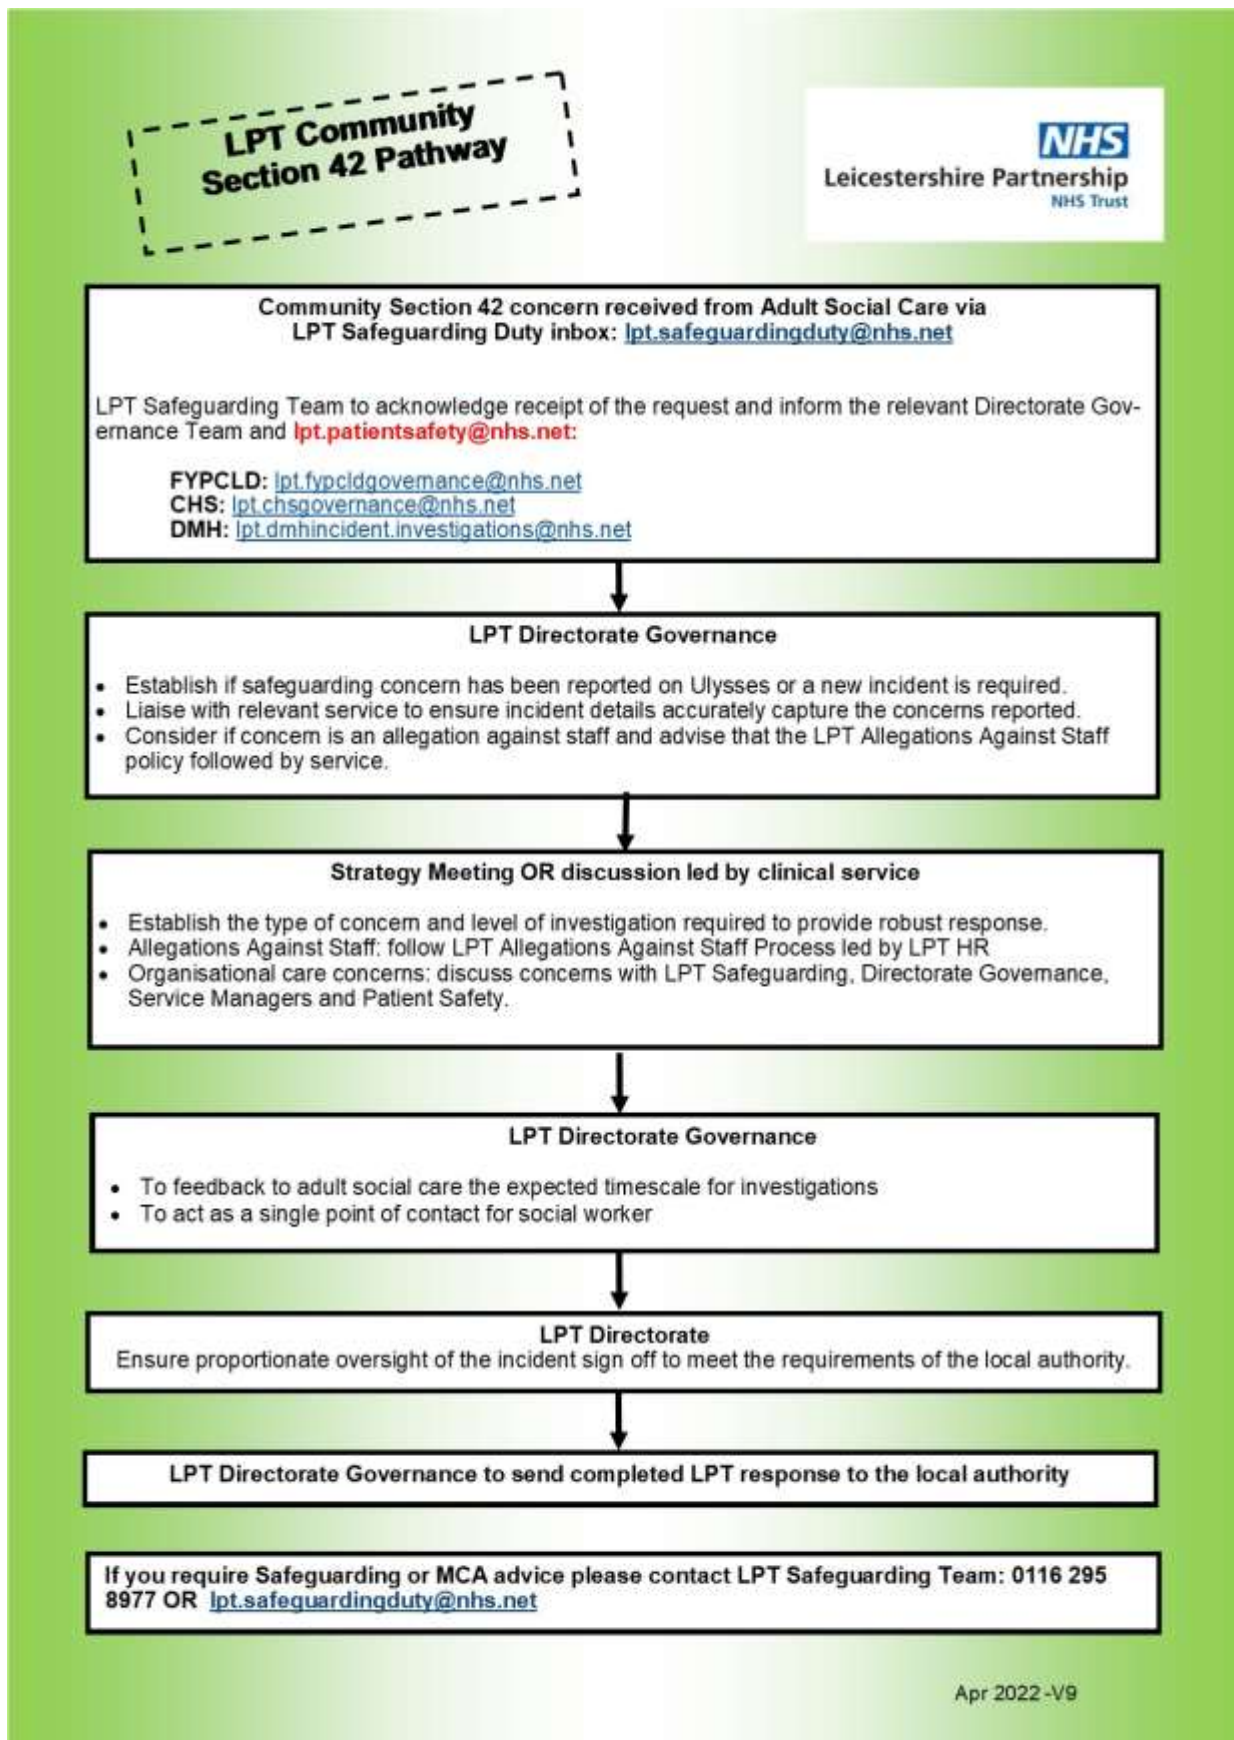 LPT Community
Section 42 Pathway
NHS
Leicestershire Partnership
NHS Trust
Community Section 42 concern received from Adult Social Care via
LPT Safeguarding Duty inbox: lpt.safeguardingduty@nhs.net
LPT Safeguarding Team to acknowledge receipt of the request and inform the relevant Directorate Gov-
ernance Team and lpt.patientsafety@nhs.net:
FYPCLD: lpt.fypcldgovernance@nhs.net
CHS: lpt.chsgovernance@nhs.net
DMH: lpt.dmhincident.investigations@nhs.net
LPT Directorate Governance
• Establish if safeguarding concern has been reported on Ulysses or a new incident is required.
• Liaise with relevant service to ensure incident details accurately capture the concerns reported.
• Consider if concern is an allegation against staff and advise that the LPT Allegations Against Staff
policy followed by service.
Strategy Meeting OR discussion led by clinical service
• Establish the type of concern and level of investigation required to provide robust response.
• Allegations Against Staff: follow LPT Allegations Against Staff Process led by LPT HR
• Organisational care concerns: discuss concerns with LPT Safeguarding, Directorate Governance,
Service Managers and Patient Safety.
LPT Directorate Governance
• To feedback to adult social care the expected timescale for investigations
• To act as a single point of contact for social worker
LPT Directorate
Ensure proportionate oversight of the incident sign off to meet the requirements of the local authority.
LPT Directorate Governance to send completed LPT response to the local authority
If you require Safeguarding or MCA advice please contact LPT Safeguarding Team: 0116 295
8977 OR lpt.safeguardingduty@nhs.net
Apr 2022 -V9